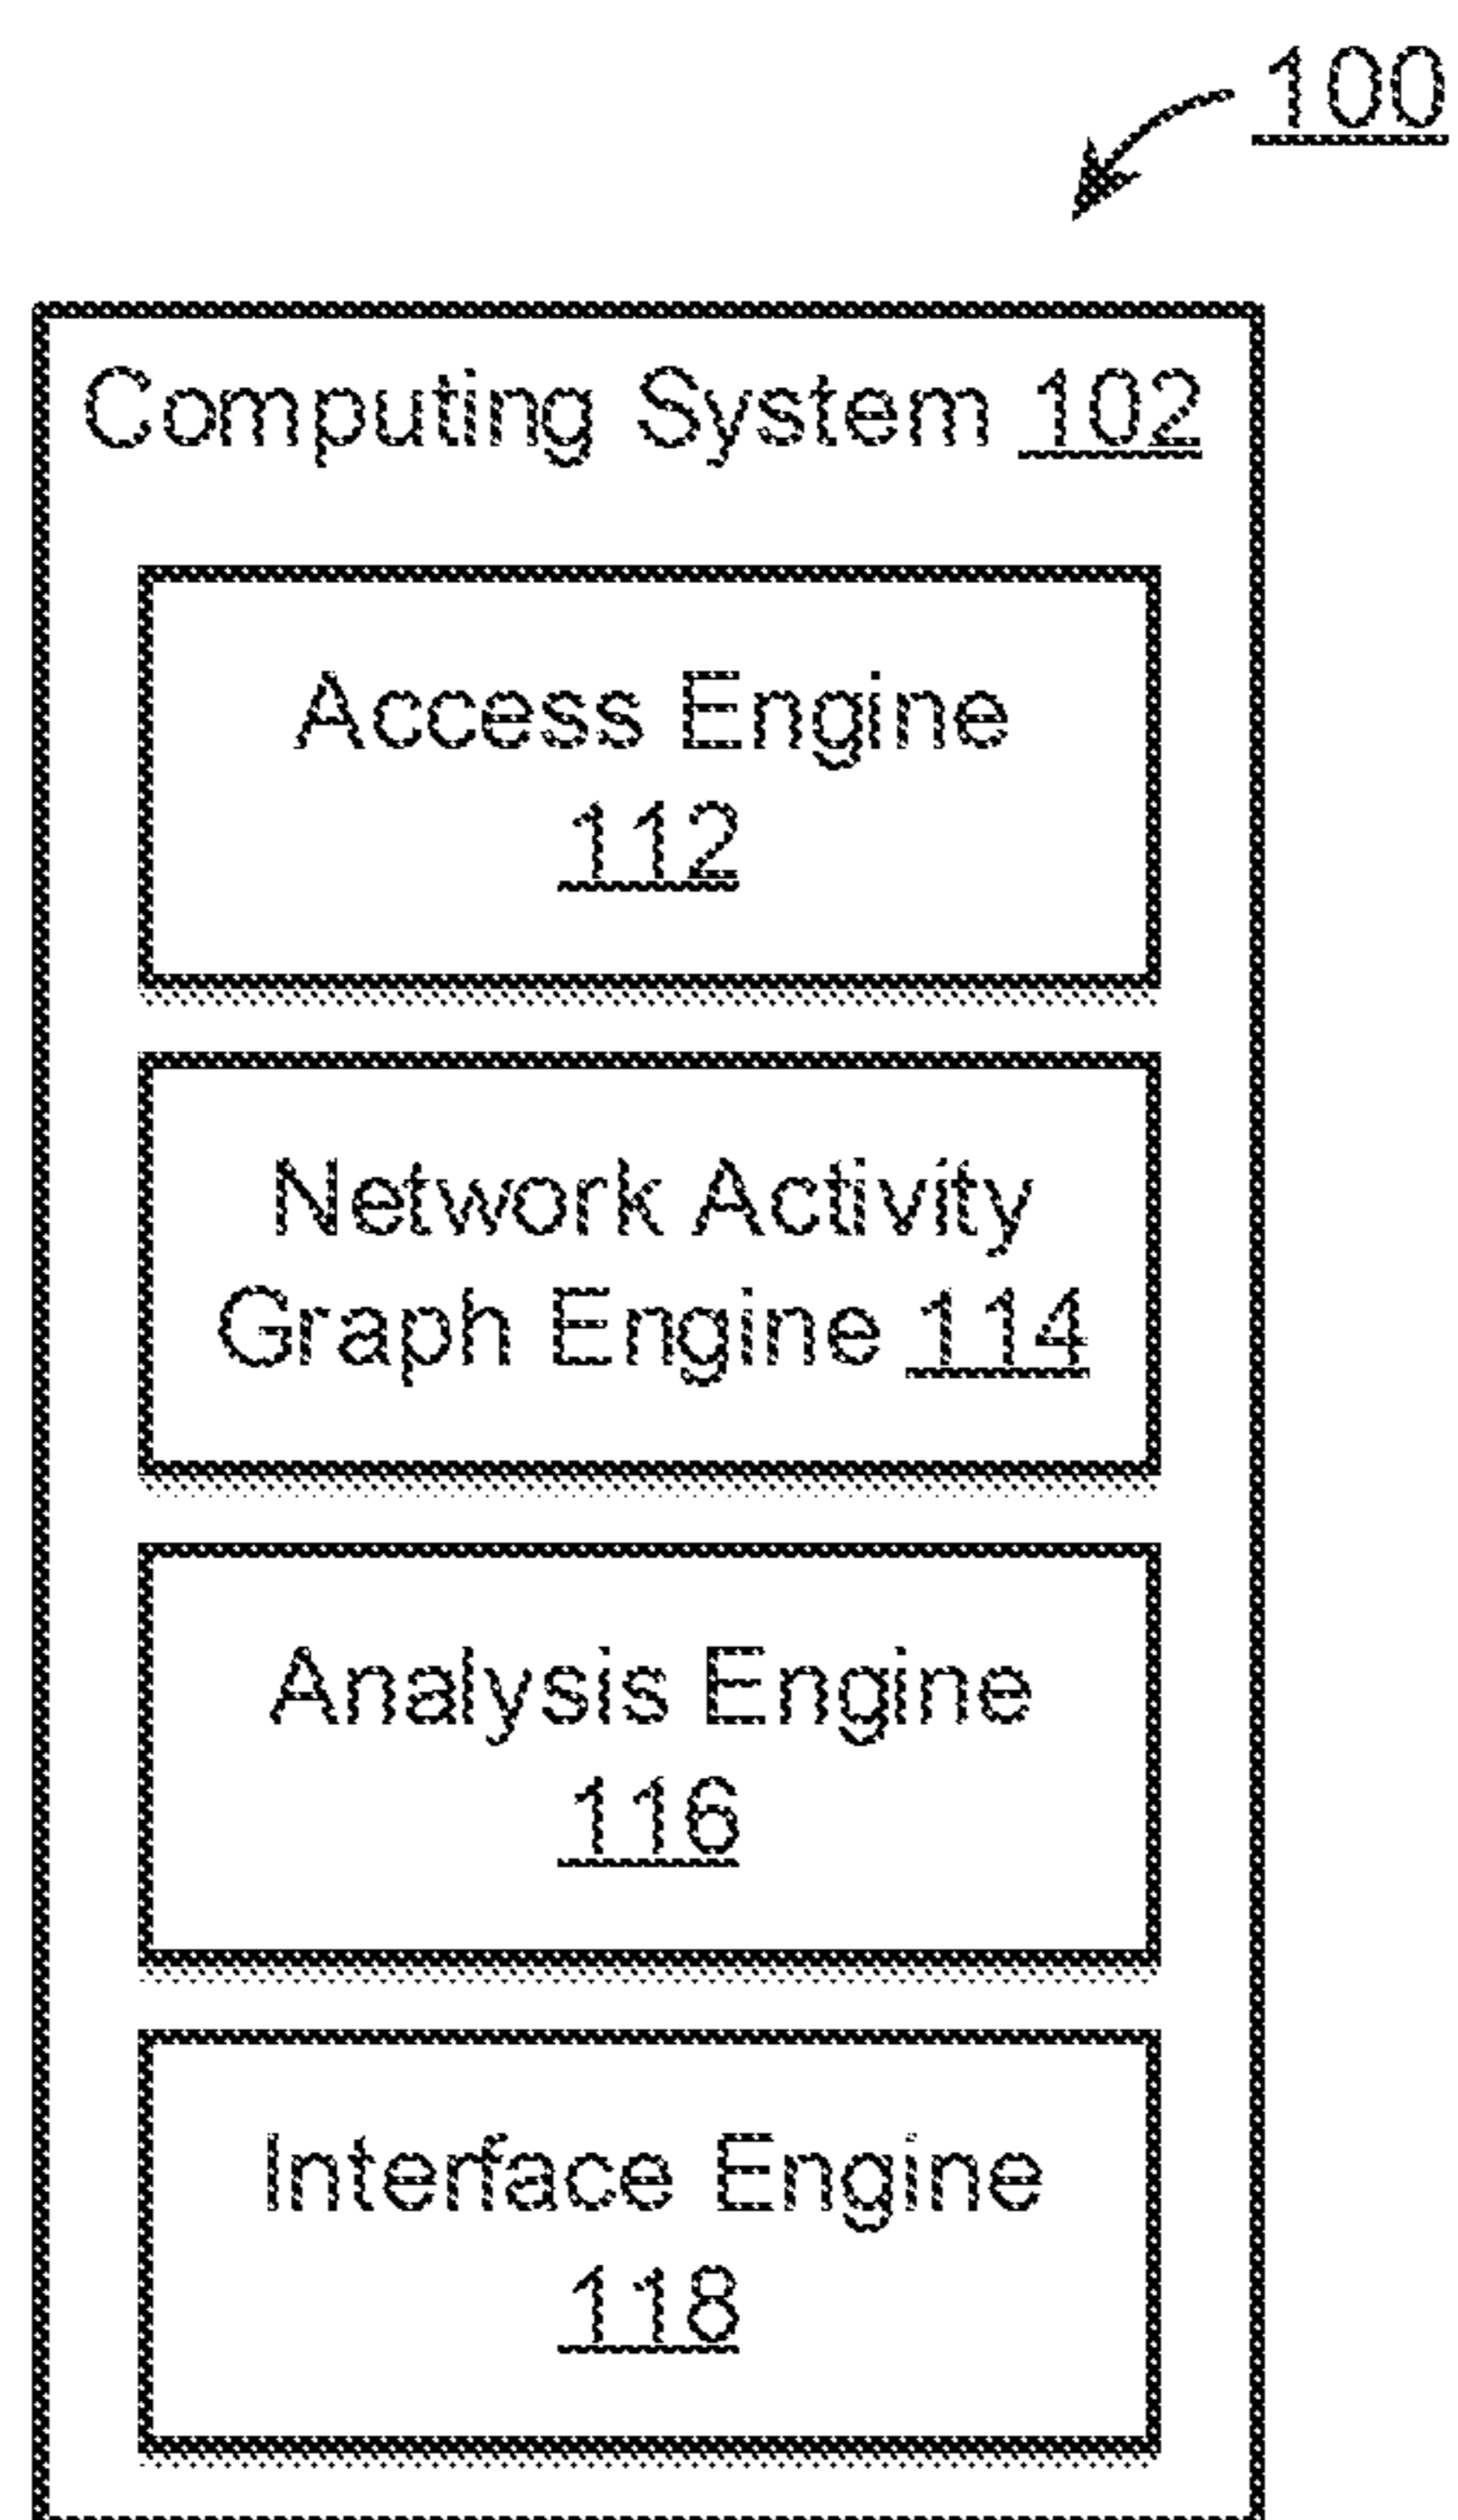 100
Computing System 102
Access Engine
112
Network Activity
Graph Engine 114
Analysis Engine
116
Interface Engine
118